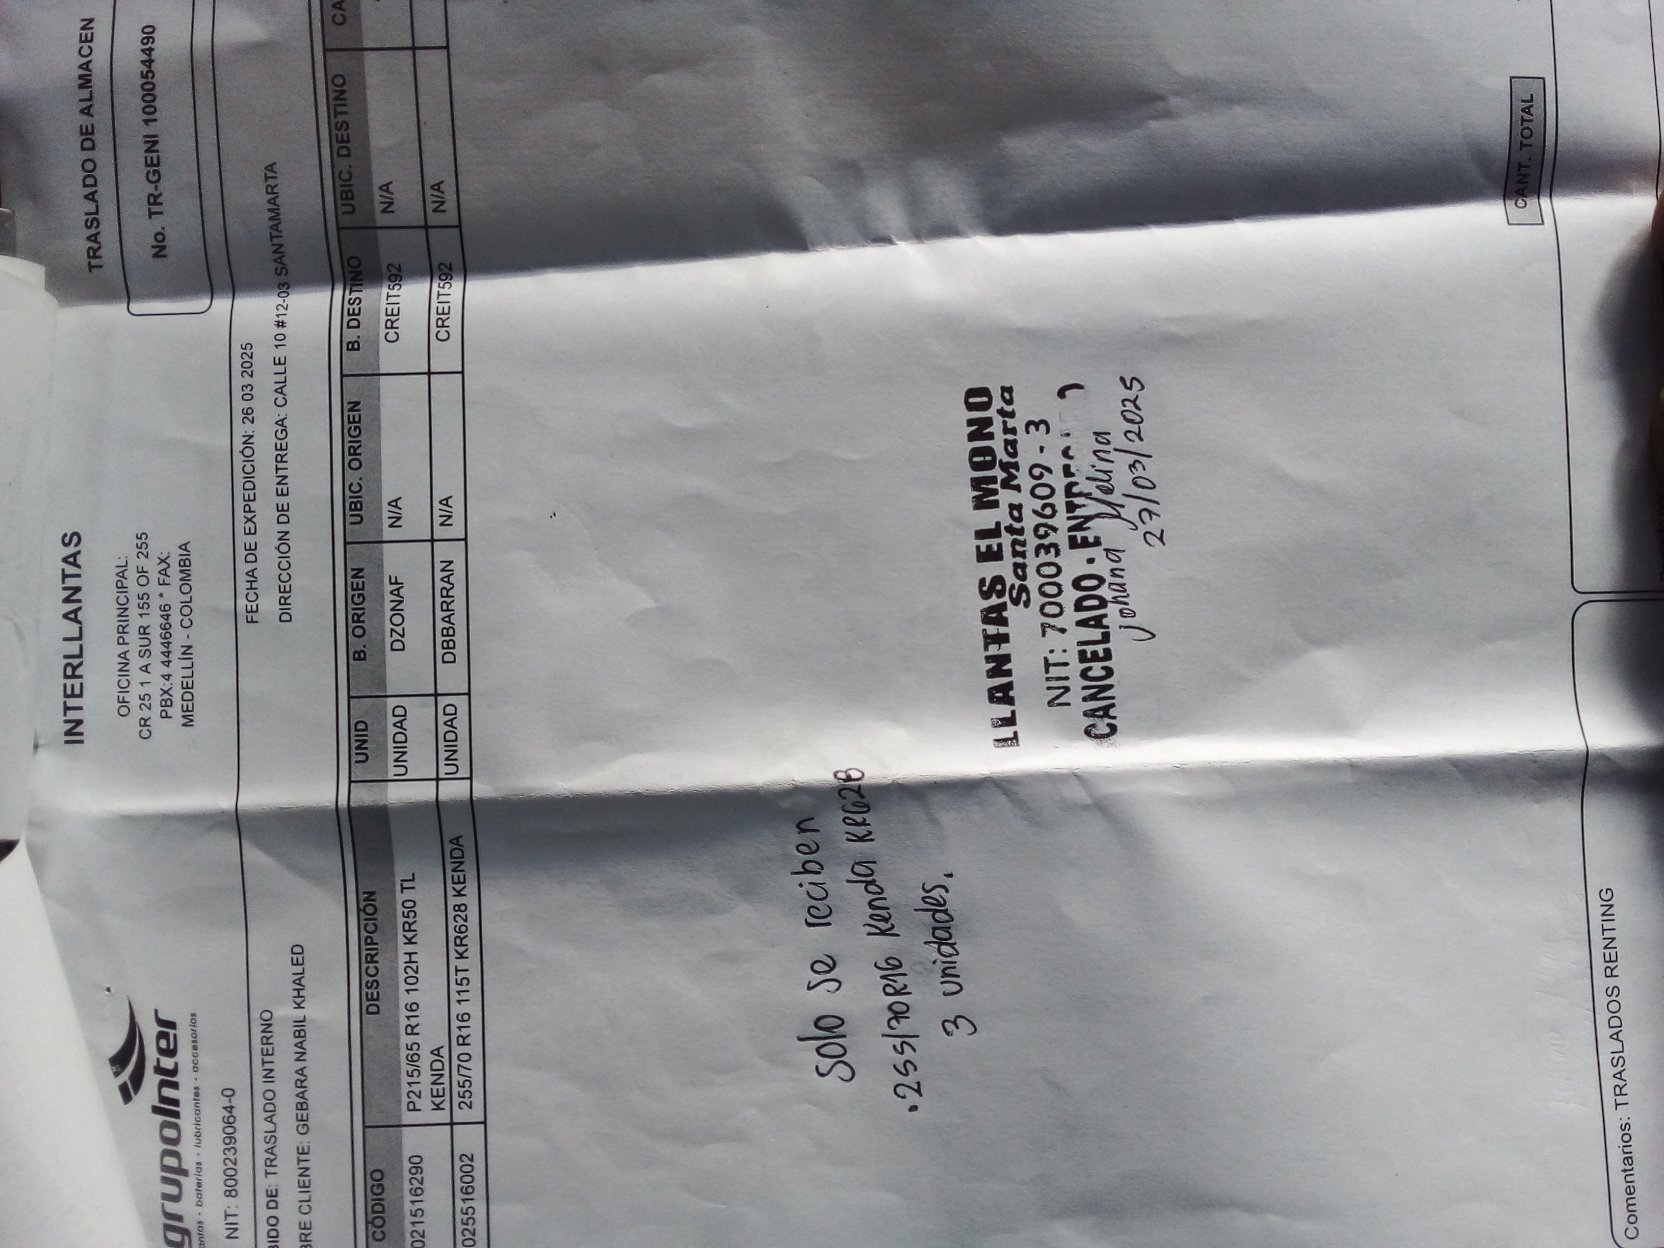 grupoInter
llantas - baterías - lubricantes - accesorios
NIT: 800239064-0
INTERLLANTAS
OFICINA PRINCIPAL:
CR 25 1 A SUR 155 OF 255
PBX:4 4446646 * FAX:
MEDELLÍN - COLOMBIA
TRASLADO DE ALMACEN
No. TR-GENI 100054490
BIDO DE: TRASLADO INTERNO
FECHA DE EXPEDICIÓN: 26 03 2025
BRE CLIENTE: GEBARA NABIL KHALED
DIRECCIÓN DE ENTREGA: CALLE 10 #12-03 SANTAMARTA
CÓDIGO DESCRIPCIÓN UNID B. ORIGEN UBIC. ORIGEN B. DESTINO UBIC. DESTINO CA
021516290 P215/65 R16 102H KR50 TL KENDA UNIDAD DZONAF N/A CREIT592 N/A
025516002 255/70 R16 115T KR628 KENDA UNIDAD DBBARRAN N/A CREIT592 N/A
Solo se reciben
.255/70R16 Kenda KR628
3 unidades.
LLANTAS EL MONO
Santa Marta
NIT: 700039609-3
CANCELADO.
Johana Melina
27/03/2025
CANT. TOTAL
Comentarios: TRASLADOS RENTING